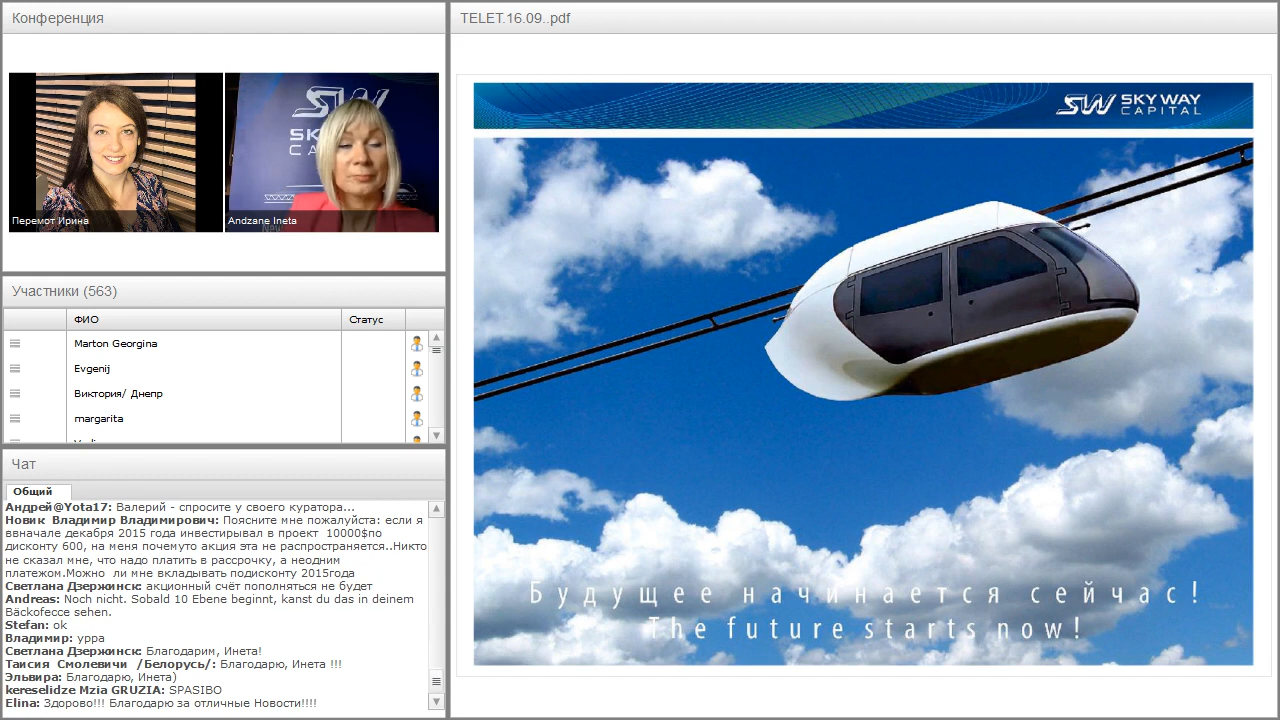 Конференция
Перемот Ирина
SW
SK
CA
Andzane Ineta
Участники (563)
ФИО
Статус
Marton Georgina
Evgenij
Виктория/ Днепр
margarita
Чат
Общий
Андрей@Yota17: Валерий - спросите у своего куратора...
Новик Владимир Владимирович: Поясните мне пожалуйста: если я
ввначале декабря 2015 года инвестирывал в проект 10000$по
дисконту 600, на меня почемуто акция эта не распространяется..Никто
не сказал мне, что надо платить в рассрочку, а неодним
платежом.Можно ли мне вкладывать подисконту 2015года
Светлана Дзержинск: акционный счёт пополняться не будет
Andreas: Noch nicht. Sobald 10 Ebene beginnt, kanst du das in deinem
Bäckofecce sehen.
Stefan: ok
Владимир: урра
Светлана Дзержинск: Благодарим, Инета!
Таисия Смолевичи /Белорусь/: Благодарю, Инета !!!
Эльвира: Благодарю, Инета)
kereselidze Mzia GRUZIA: SPASIBO
Elina: Здорово!!! Благодарю за отличные Новости!!!!
TELET.16.09..pdf
SW SKY WAY
CAPITAL
Будущее начинается сейчас!
The future starts now!